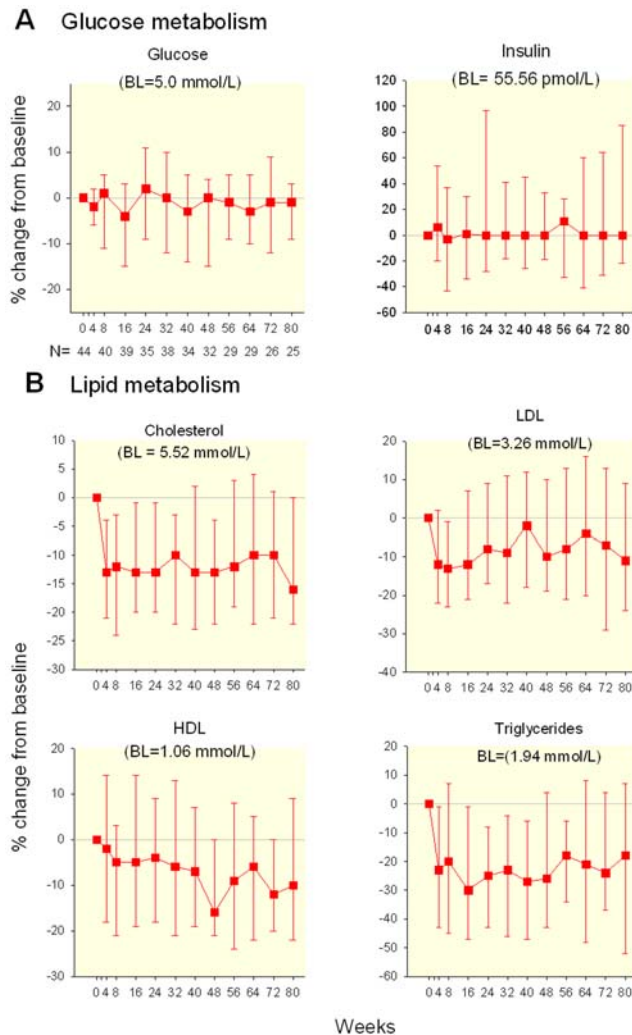 A Glucose metabolism
Glucose
(BL=5.0 mmol/L)
% change from baseline
20
10
0
-10
-20
0 4 8 16 24 32 40 48 56 64 72 80
N= 44 40 39 35 38 34 32 29 29 26 25
Insulin
(BL= 55.56 pmol/L)
120
100
80
60
40
20
0
-20
-40
-60
0 4 8 16 24 32 40 48 56 64 72 80
B Lipid metabolism
% change from baseline
Cholesterol
(BL = 5.52 mmol/L)
10
5
0
-5
-10
-15
-20
-25
-30
0 4 8 16 24 32 40 48 56 64 72 80
LDL
(BL=3.26 mmol/L)
20
10
0
-10
-20
-30
-40
0 4 8 16 24 32 40 48 56 64 72 80
HDL
(BL=1.06 mmol/L)
20
10
0
-10
-20
-30
0 4 8 16 24 32 40 48 56 64 72 80
Triglycerides
BL=(1.94 mmol/L)
20
10
0
-10
-20
-30
-40
-50
-60
0 4 8 16 24 32 40 48 56 64 72 80
Weeks